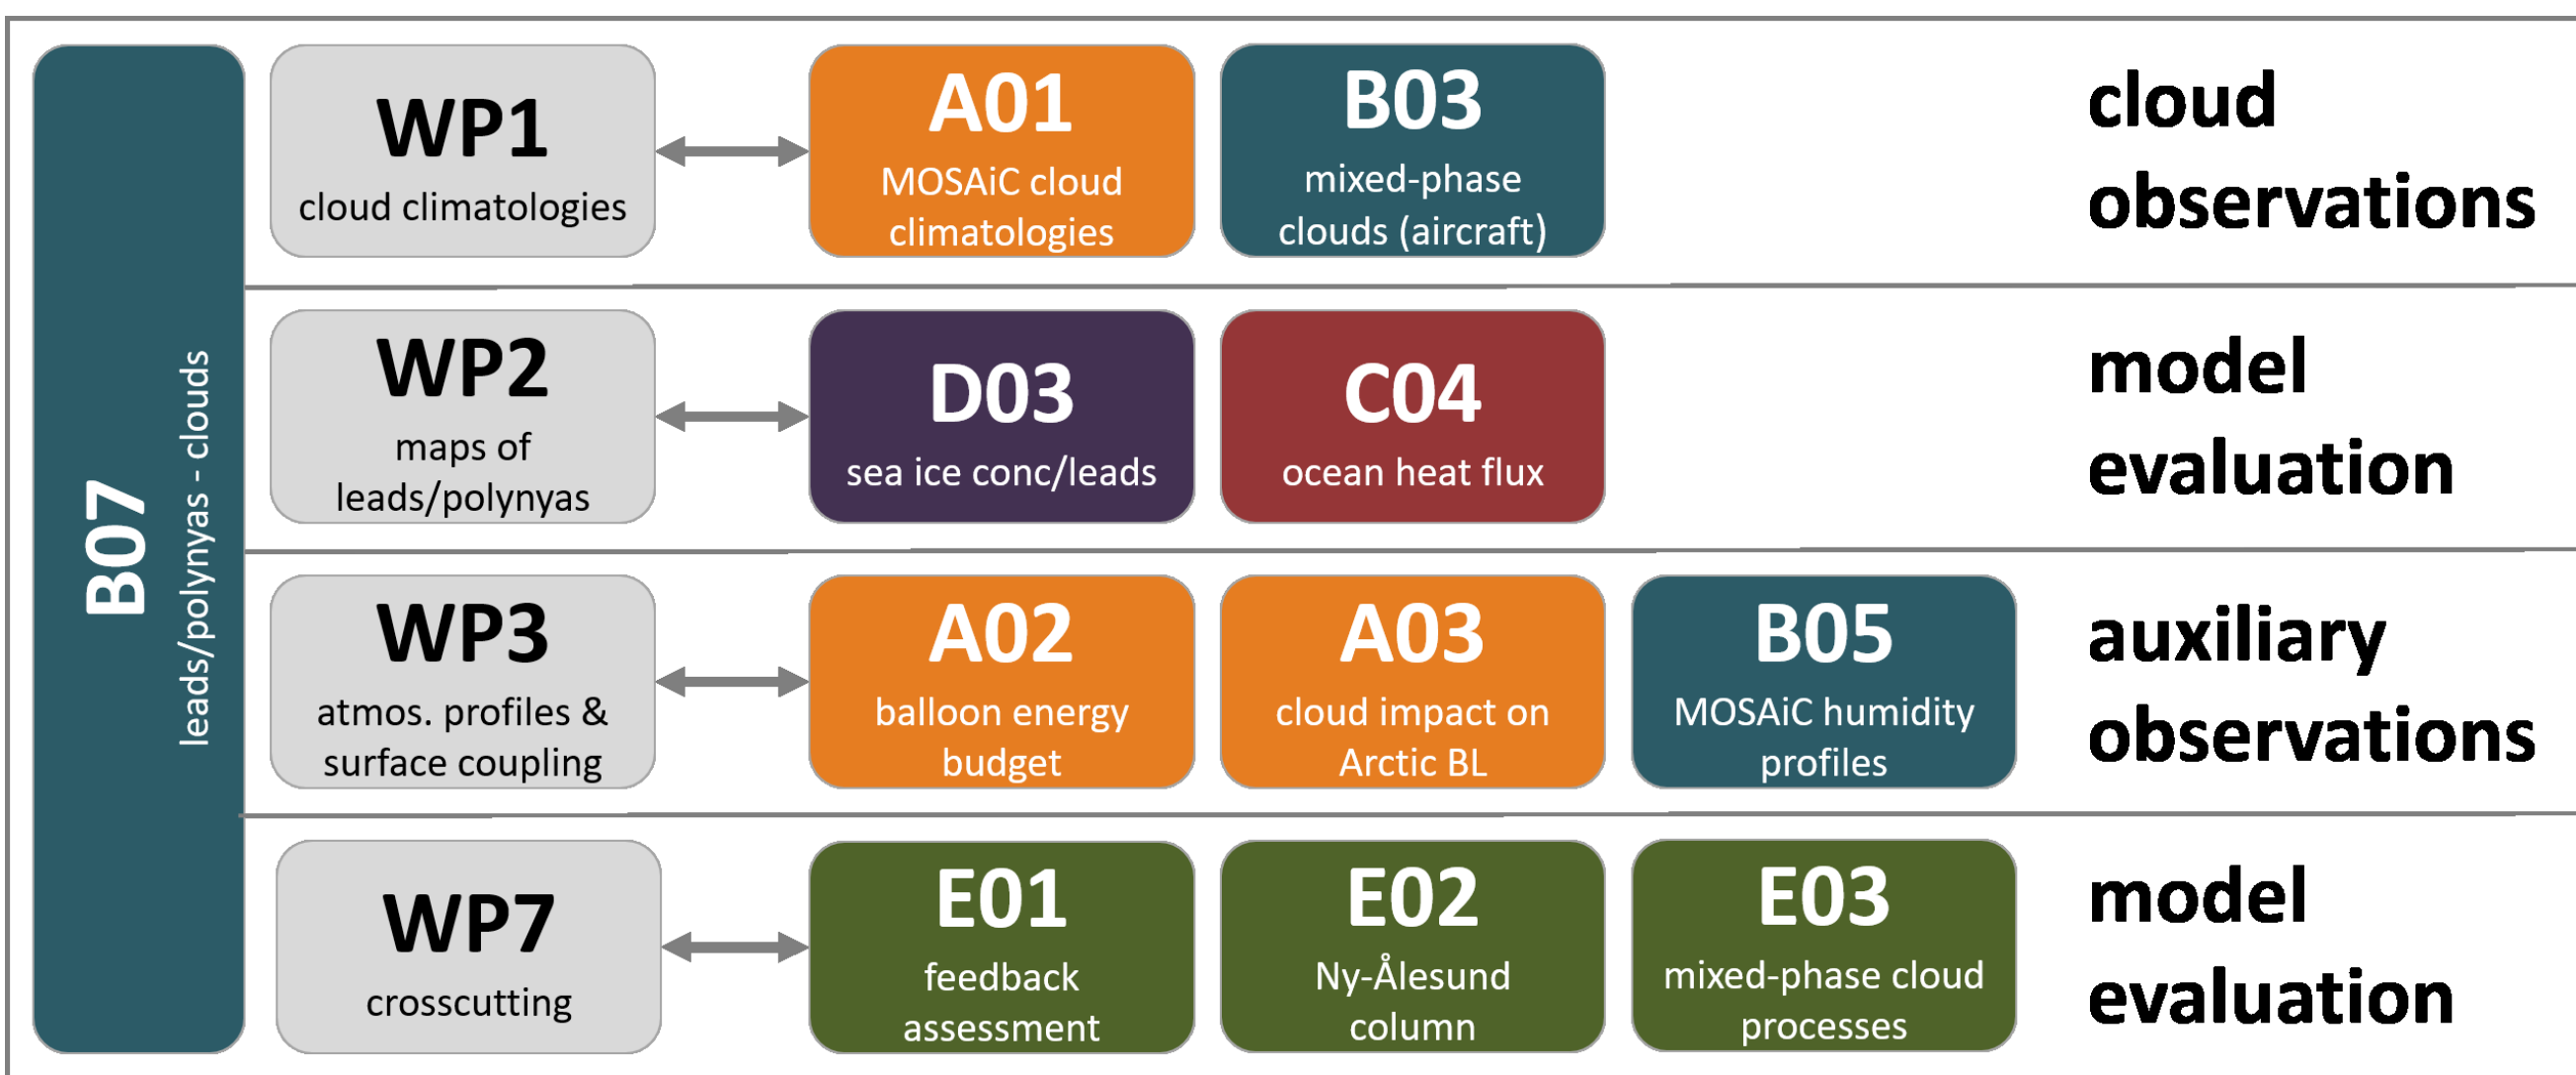 B07
leads/polynyas - clouds
WP1
cloud climatologies
A01
MOSAiC cloud
climatologies
B03
mixed-phase
clouds (aircraft)
cloud
observations
WP2
maps of
leads/polynyas
D03
sea ice conc/leads
C04
ocean heat flux
model
evaluation
WP3
atmos. profiles &
surface coupling
A02
balloon energy
budget
A03
cloud impact on
Arctic BL
B05
MOSAiC humidity
profiles
auxiliary
observations
WP7
crosscutting
E01
feedback
assessment
E02
Ny-Ålesund
column
E03
mixed-phase cloud
processes
model
evaluation